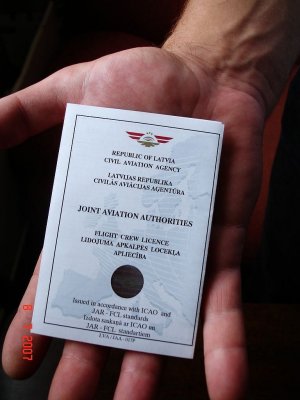 REPUBLIC OF LATVIA
CIVIL AVIATION AGENCY
LATVIJAS REPUBLIKA
CIVILĀS AVIĀCIJAS AĢENTŪRA
JOINT AVIATION AUTHORITIES
FLIGHT CREW LICENCE
LIDOJUMA APKALPES LOCEKĻA
APLIECĪBA
Issued in accordance with ICAO and
JAR - FCL standards
Izdota saskaņā ar ICAO un
JAR - FCL standartiem
2007